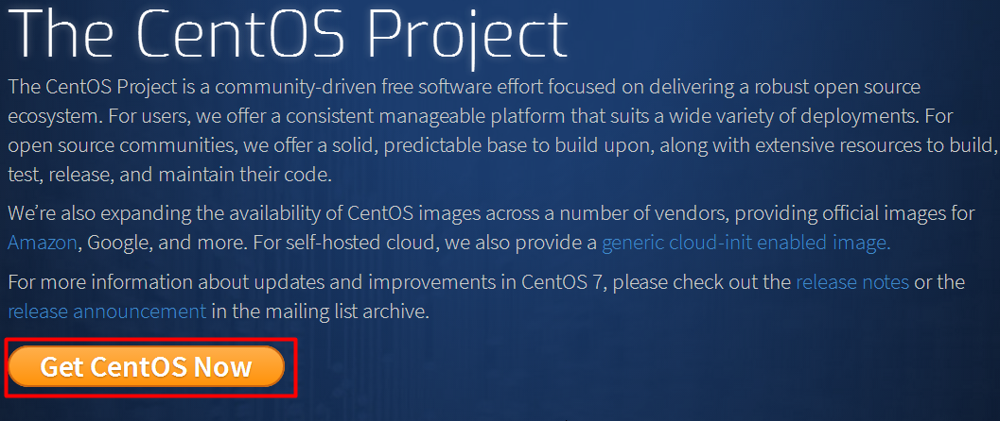 The CentOS Project
The CentOS Project is a community-driven free software effort focused on delivering a robust open source
ecosystem. For users, we offer a consistent manageable platform that suits a wide variety of deployments. For
open source communities, we offer a solid, predictable base to build upon, along with extensive resources to build,
test, release, and maintain their code.
We’re also expanding the availability of CentOS images across a number of vendors, providing official images for
Amazon, Google, and more. For self-hosted cloud, we also provide a generic cloud-init enabled image.
For more information about updates and improvements in CentOS 7, please check out the release notes or the
release announcement in the mailing list archive.
Get CentOS Now